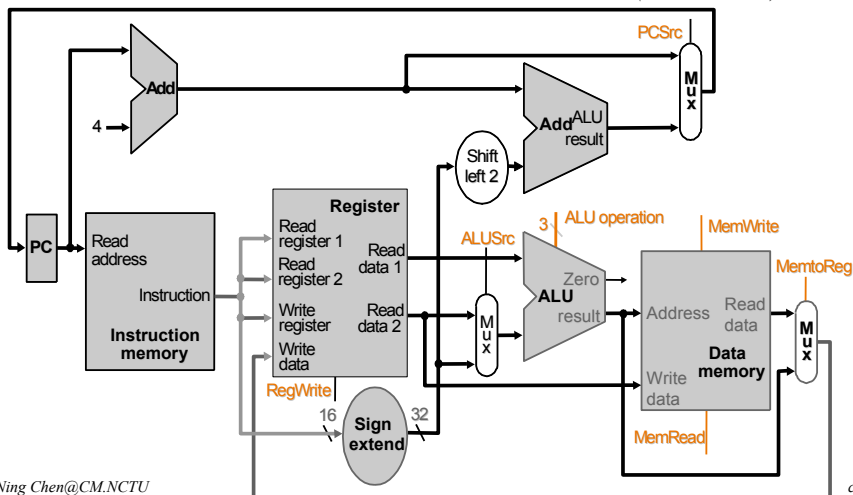 PCSrc
Mux
Add
4
Add ALU
result
Shift
left 2
PC
Read
address
Instruction
Instruction
memory
Register
Read
register 1
Read
register 2
Write
register
Write
data
Read
data 1
Read
data 2
RegWrite
16
Sign
extend
32
ALUSrc
Mux
3
ALU operation
Zero
ALU
result
MemWrite
Address
Read
data
Data
memory
Write
data
MemRead
MemtoReg
Mux
Ning Chen@CM.NCTU